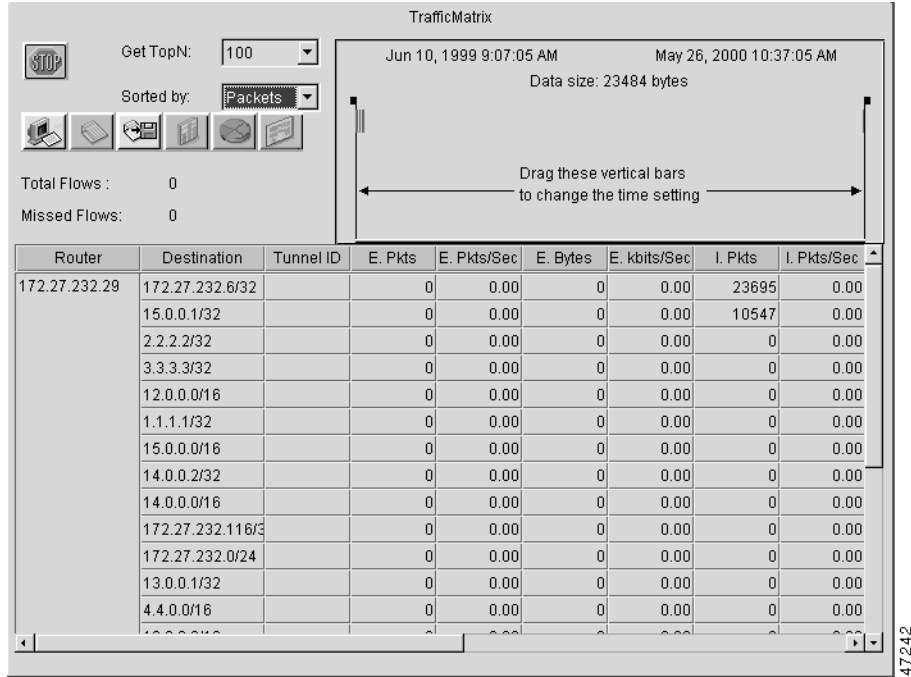 TrafficMatrix
STOP
Get TopN: 100
Sorted by: Packets
Total Flows : 0
Missed Flows: 0
Jun 10, 1999 9:07:05 AM May 26, 2000 10:37:05 AM
Data size: 23484 bytes
Drag these vertical bars
to change the time setting
Router Destination Tunnel ID E. Pkts E. Pkts/Sec E. Bytes E. kbits/Sec I. Pkts I. Pkts/Sec
172.27.232.29 172.27.232.6/32 0 0.00 0 0.00 23695 0.00
15.0.0.1/32 0 0.00 0 0.00 10547 0.00
2.2.2.2/32 0 0.00 0 0.00 0 0.00
3.3.3.3/32 0 0.00 0 0.00 0 0.00
12.0.0.0/16 0 0.00 0 0.00 0 0.00
1.1.1.1/32 0 0.00 0 0.00 0 0.00
15.0.0.0/16 0 0.00 0 0.00 0 0.00
14.0.0.2/32 0 0.00 0 0.00 0 0.00
14.0.0.0/16 0 0.00 0 0.00 0 0.00
172.27.232.116/3 0 0.00 0 0.00 0 0.00
172.27.232.0/24 0 0.00 0 0.00 0 0.00
13.0.0.1/32 0 0.00 0 0.00 0 0.00
4.4.0.0/16 0 0.00 0 0.00 0 0.00
47242